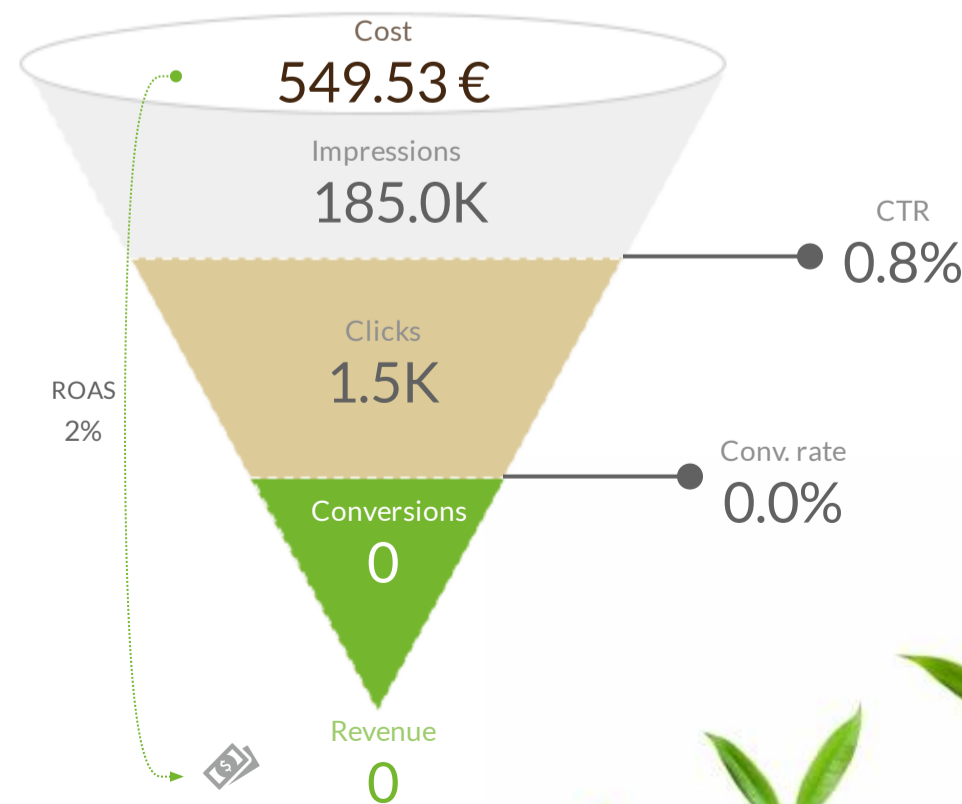 Cost
549.53 €
Impressions
185.0K
CTR
0.8%
Clicks
1.5K
ROAS
2%
Conv. rate
0.0%
Conversions
0
Revenue
$
0